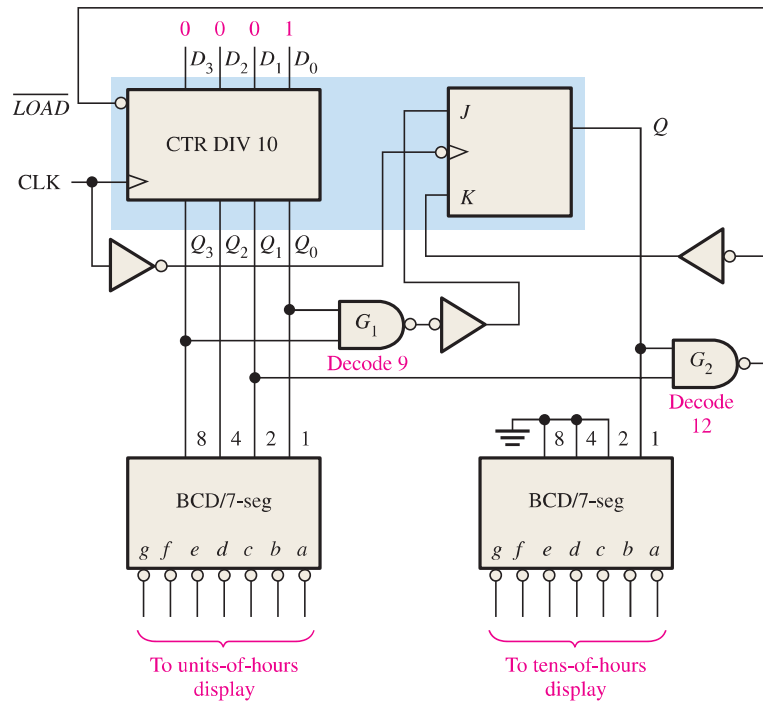 0 0 0 1
D3 D2 D1 D0
LOAD
CTR DIV 10
J
Q
CLK
K
Q3 Q2 Q1 Q0
G1
Decode 9
G2
Decode
12
8 4 2 1
8 4 2 1
BCD/7-seg
BCD/7-seg
g f e d c b a
g f e d c b a
To units-of-hours
display
To tens-of-hours
display